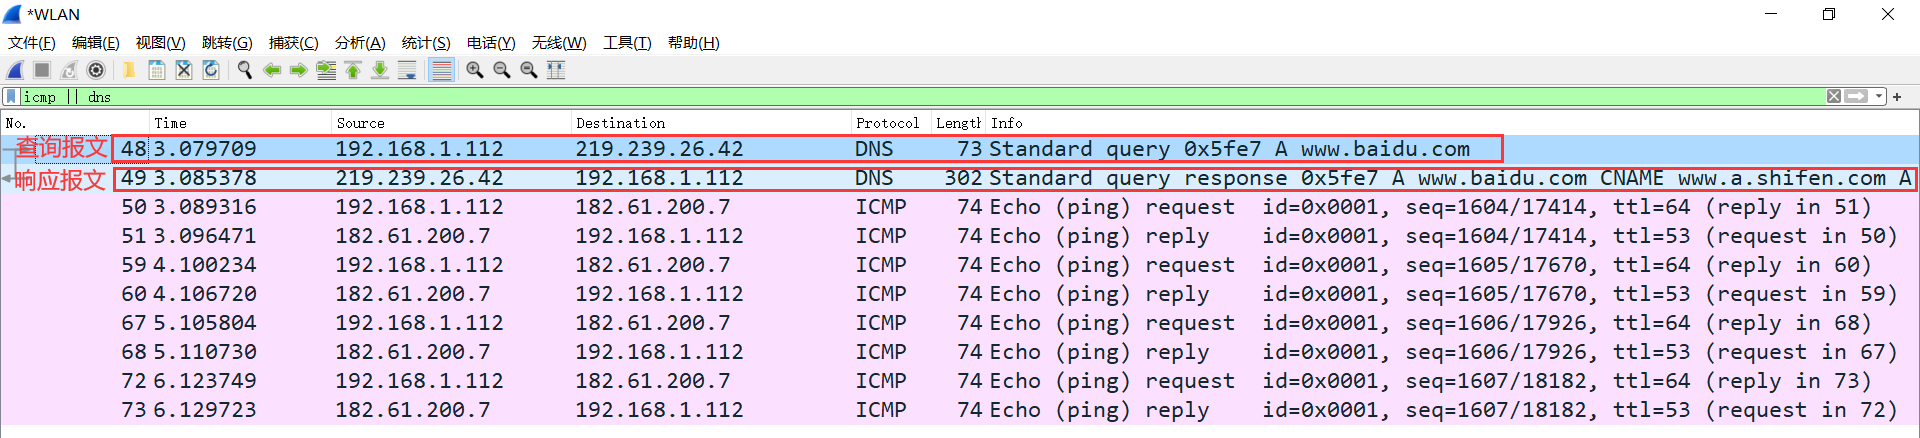 *WLAN
文件(F) 编辑(E) 视图(V) 跳转(G) 捕获(C) 分析(A) 统计(S) 电话(Y) 无线(W) 工具(T) 帮助(H)
icmp || dns
No. Time Source Destination Protocol Length Info
查询报文 48 3.079709 192.168.1.112 219.239.26.42 DNS 73 Standard query 0x5fe7 A www.baidu.com
响应报文 49 3.085378 219.239.26.42 192.168.1.112 DNS 302 Standard query response 0x5fe7 A www.baidu.com CNAME www.a.shifen.com A
50 3.089316 192.168.1.112 182.61.200.7 ICMP 74 Echo (ping) request id=0x0001, seq=1604/17414, ttl=64 (reply in 51)
51 3.096471 182.61.200.7 192.168.1.112 ICMP 74 Echo (ping) reply id=0x0001, seq=1604/17414, ttl=53 (request in 50)
59 4.100234 192.168.1.112 182.61.200.7 ICMP 74 Echo (ping) request id=0x0001, seq=1605/17670, ttl=64 (reply in 60)
60 4.106720 182.61.200.7 192.168.1.112 ICMP 74 Echo (ping) reply id=0x0001, seq=1605/17670, ttl=53 (request in 59)
67 5.105804 192.168.1.112 182.61.200.7 ICMP 74 Echo (ping) request id=0x0001, seq=1606/17926, ttl=64 (reply in 68)
68 5.110730 182.61.200.7 192.168.1.112 ICMP 74 Echo (ping) reply id=0x0001, seq=1606/17926, ttl=53 (request in 67)
72 6.123749 192.168.1.112 182.61.200.7 ICMP 74 Echo (ping) request id=0x0001, seq=1607/18182, ttl=64 (reply in 73)
73 6.129723 182.61.200.7 192.168.1.112 ICMP 74 Echo (ping) reply id=0x0001, seq=1607/18182, ttl=53 (request in 72)